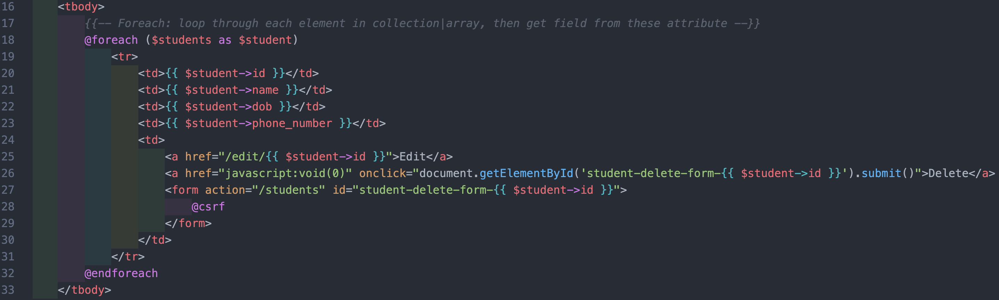 16 <tbody>
17 {{-- Foreach: loop through each element in collection|array, then get field from these attribute --}}
18 @foreach ($students as $student)
19 <tr>
20 <td>{{ $student->id }}</td>
21 <td>{{ $student->name }}</td>
22 <td>{{ $student->dob }}</td>
23 <td>{{ $student->phone_number }}</td>
24 <td>
25 <a href="/edit/{{ $student->id }}">Edit</a>
26 <a href="javascript:void(0)" onclick="document.getElementById('student-delete-form-{{ $student->id }}').submit()">Delete</a>
27 <form action="/students" id="student-delete-form-{{ $student->id }}">
28 @csrf
29 </form>
30 </td>
31 </tr>
32 @endforeach
33 </tbody>